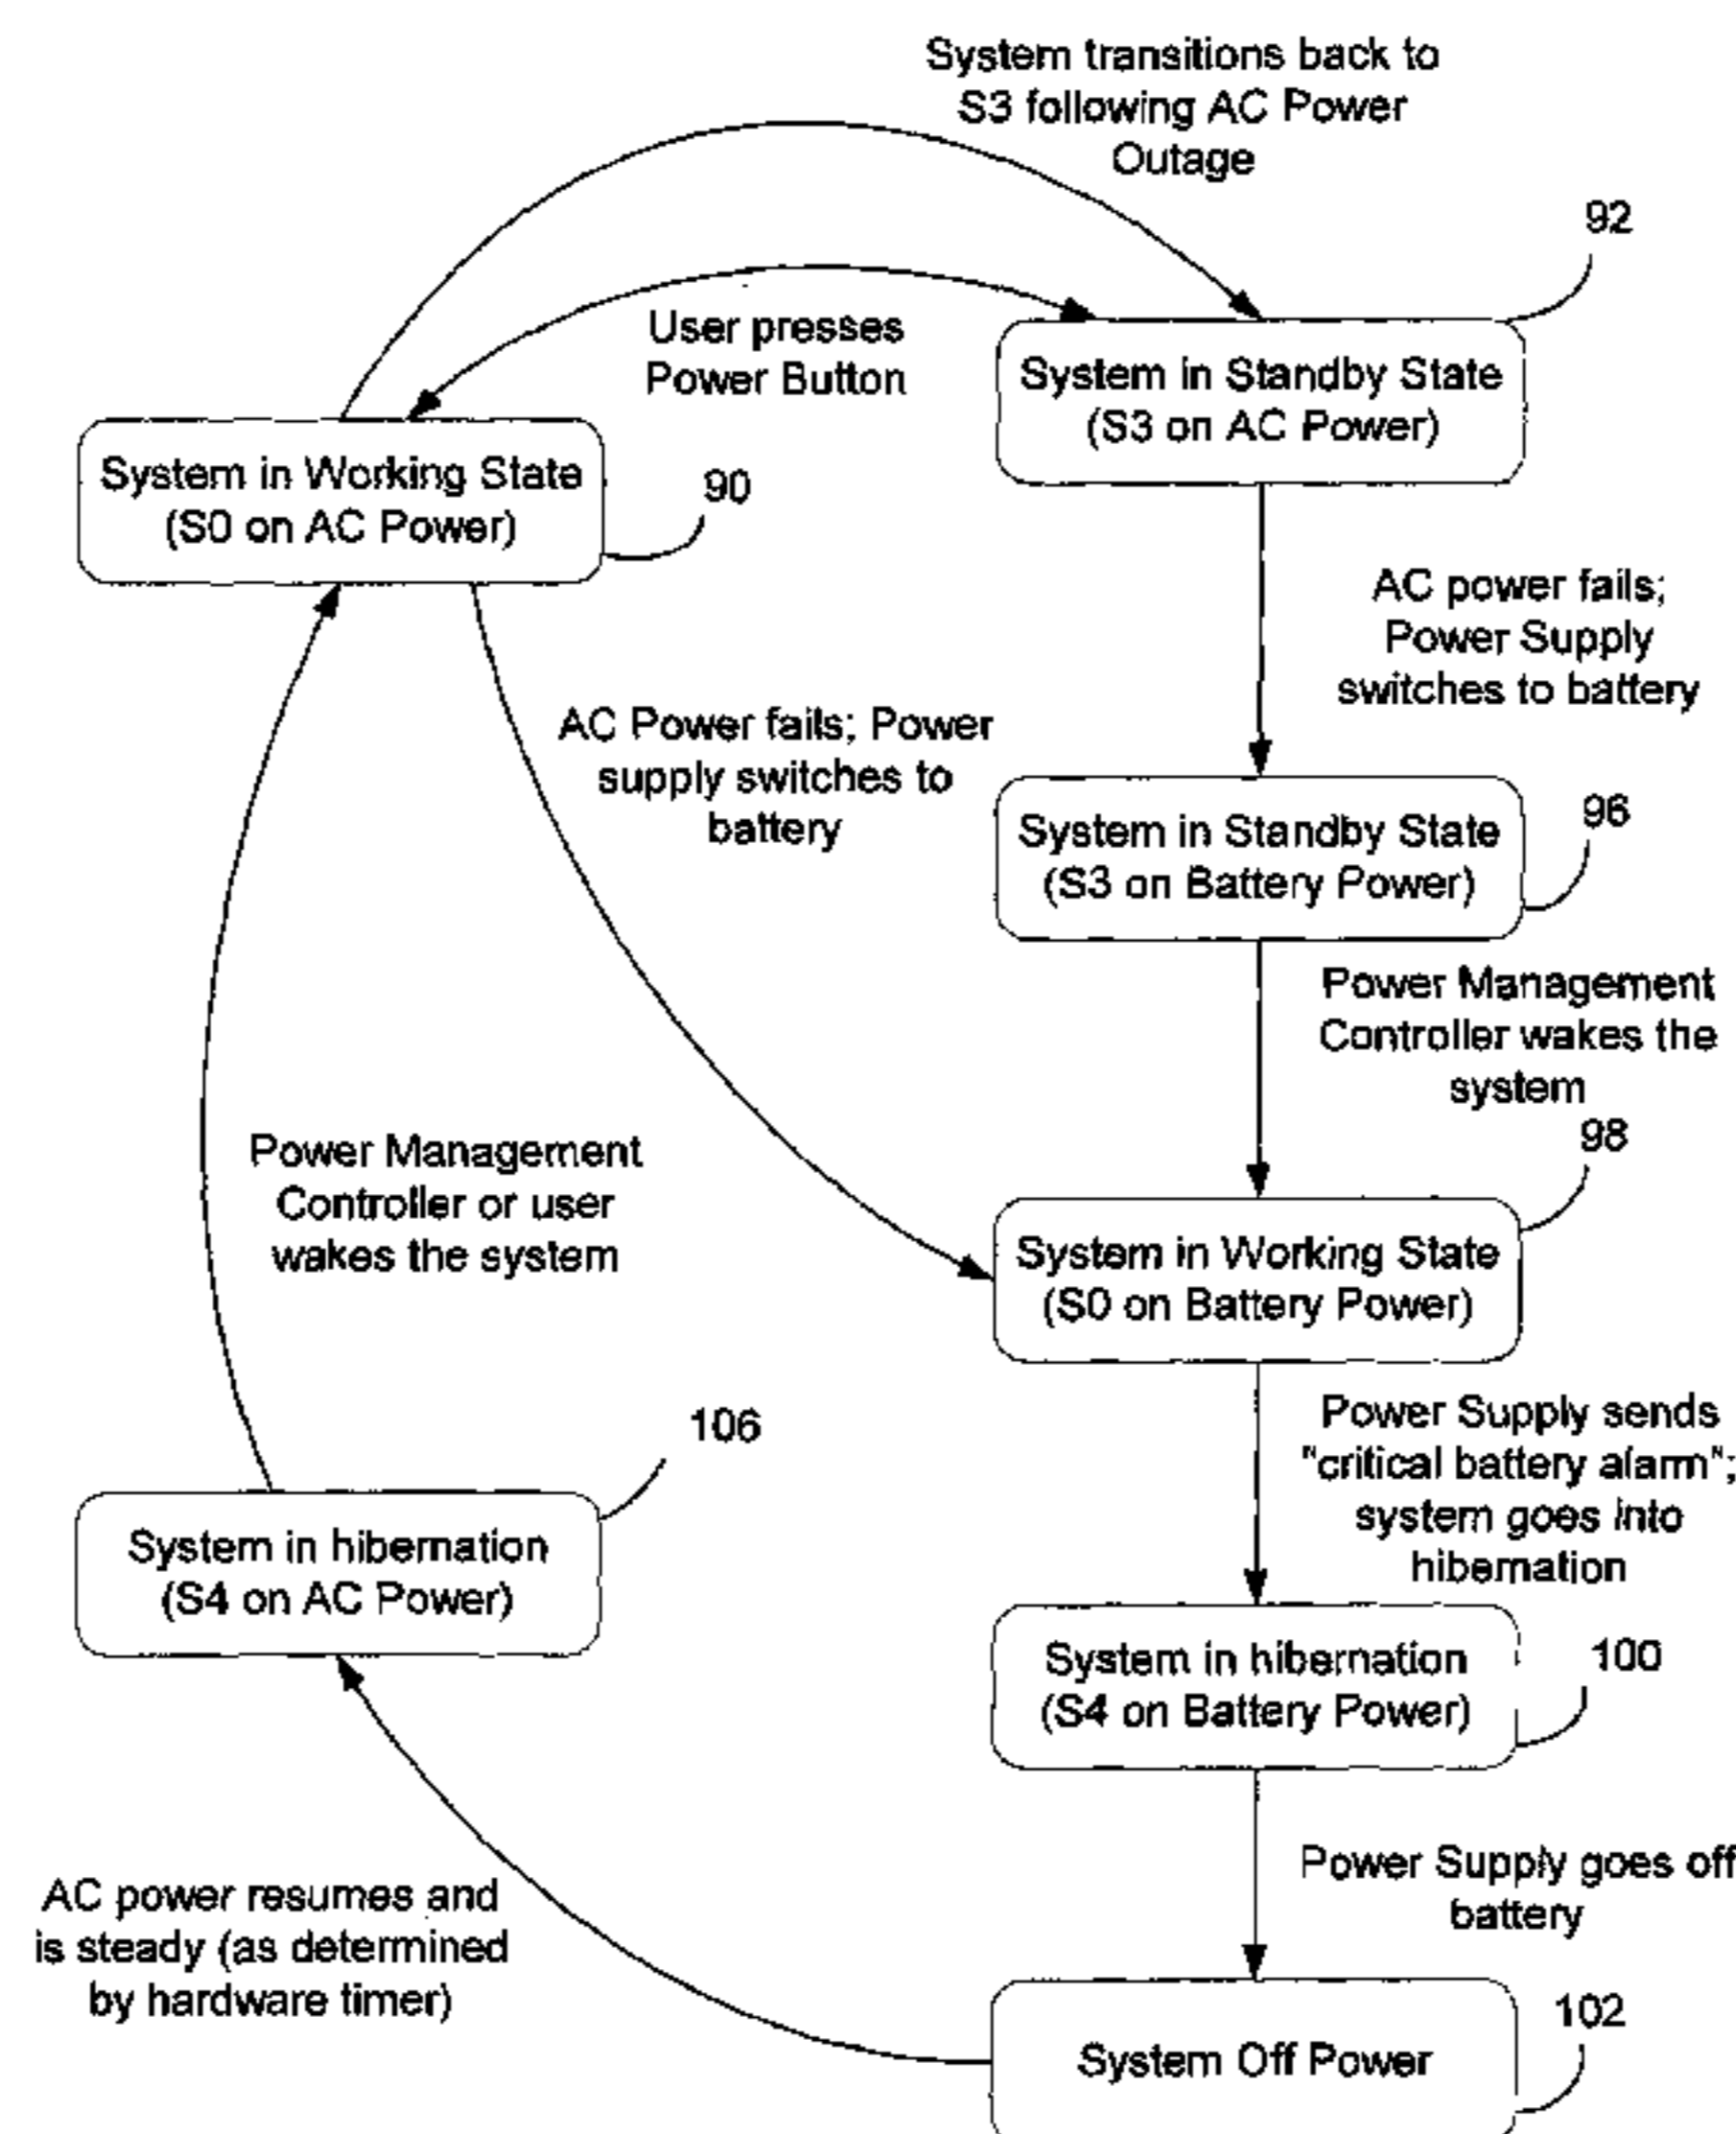 System transitions back to
S3 following AC Power
Outage
92
User presses
Power Button
System in Standby State
(S3 on AC Power)
System in Working State
(S0 on AC Power)
90
AC power fails;
Power Supply
switches to battery
AC Power fails; Power
supply switches to
battery
System in Standby State
(S3 on Battery Power)
96
Power Management
Controller wakes the
system
98
Power Management
Controller or user
wakes the system
System in Working State
(S0 on Battery Power)
Power Supply sends
"critical battery alarm";
system goes into
hibernation
106
System in hibernation
(S4 on AC Power)
System in hibernation
(S4 on Battery Power)
100
Power Supply goes off
battery
AC power resumes and
is steady (as determined
by hardware timer)
102
System Off Power